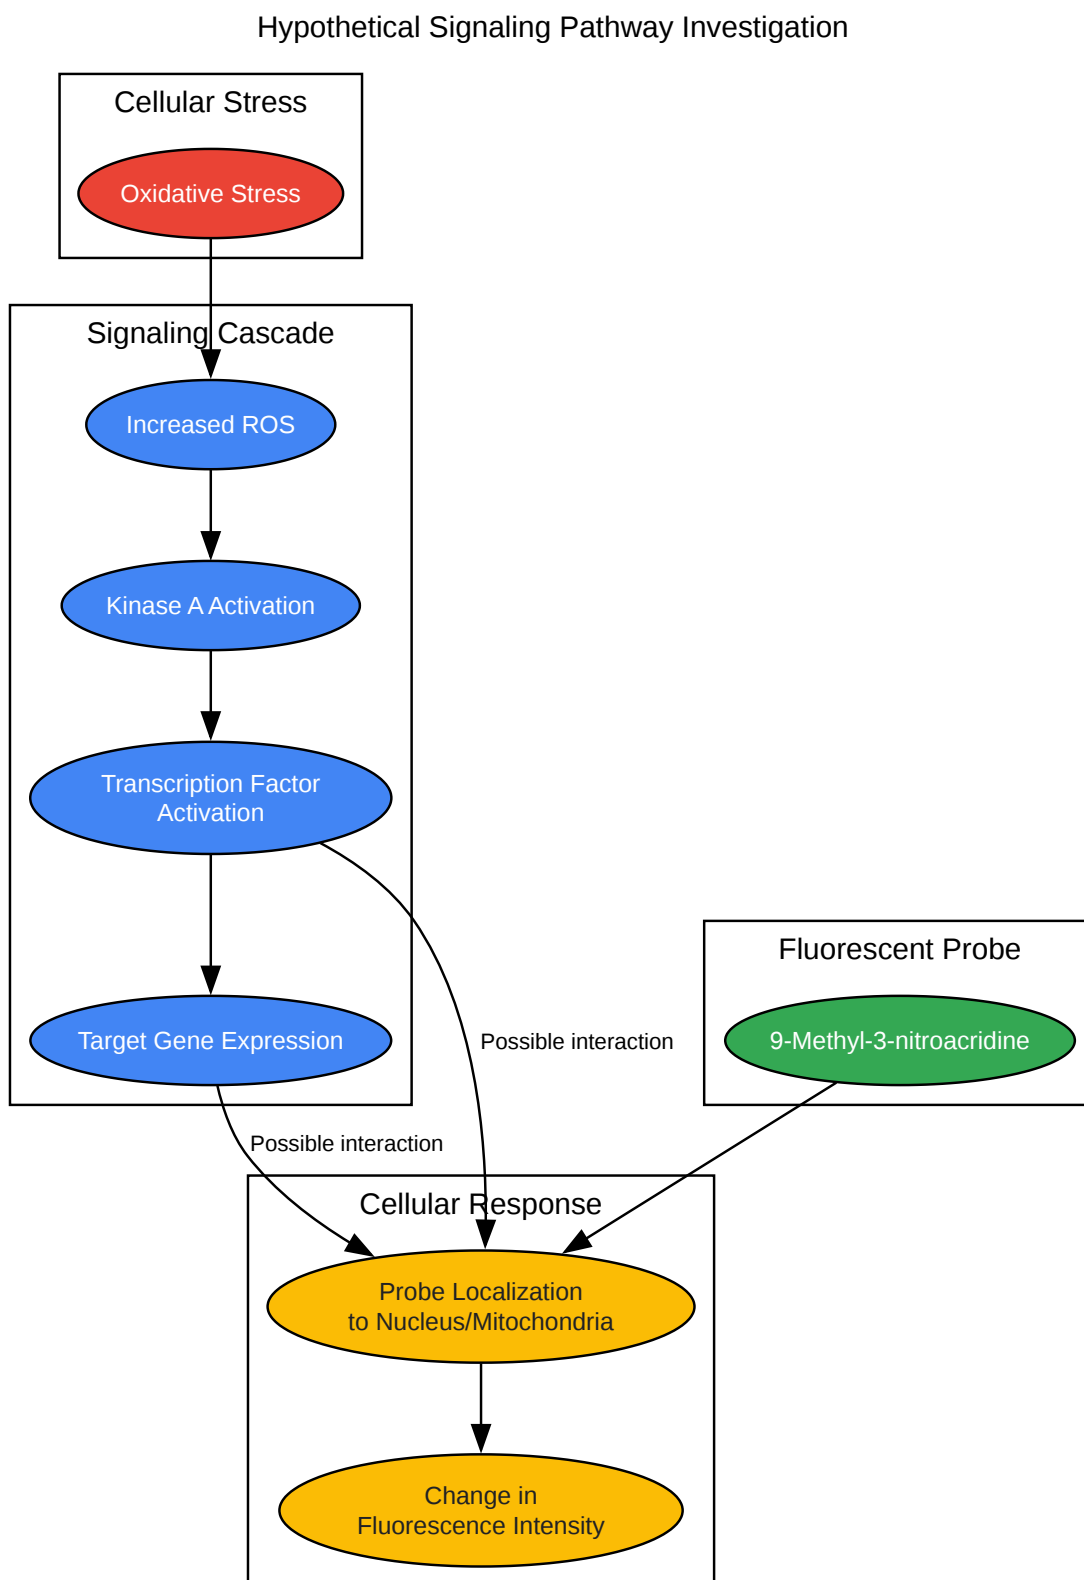 Hypothetical Signaling Pathway Investigation
Cellular Stress
Oxidative Stress
Signaling Cascade
Increased ROS
Kinase A Activation
Transcription Factor
Activation
Target Gene Expression
Possible interaction
Fluorescent Probe
9-Methyl-3-nitroacridine
Possible interaction
Cellular Response
Probe Localization
to Nucleus/Mitochondria
Change in
Fluorescence Intensity